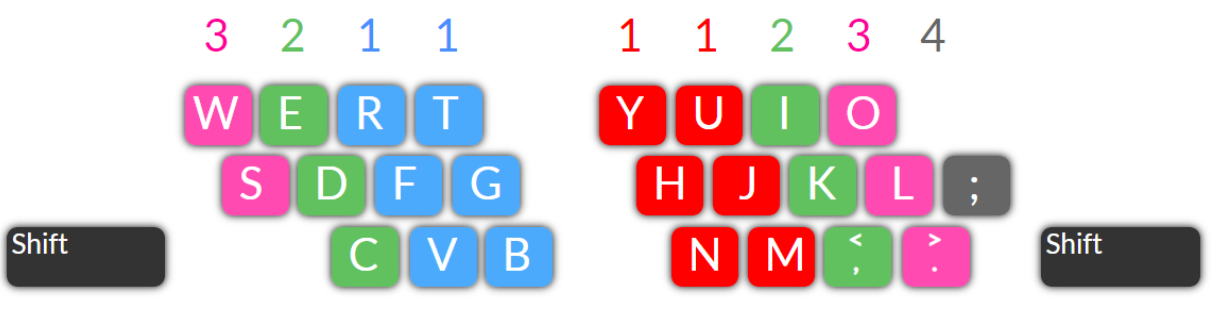 3 2 1 1 1 1 2 3 4
W E R T Y U I O
S D F G H J K L ;
Shift C V B N M < , > . Shift